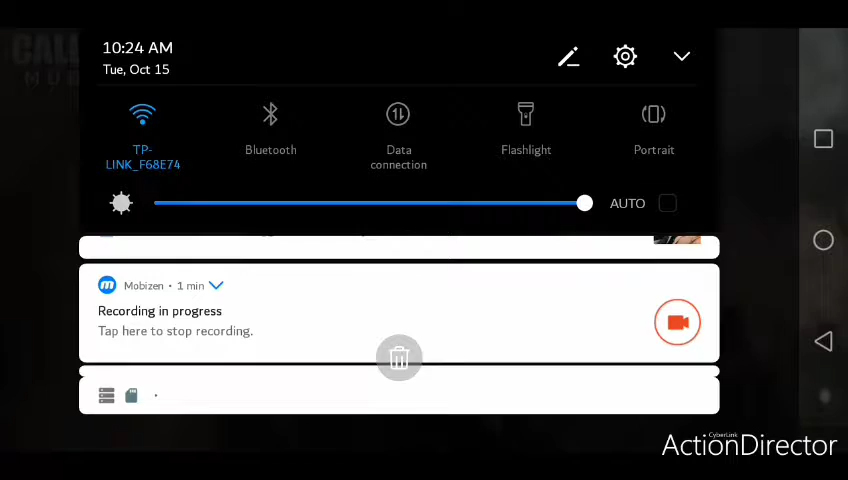 CALL
10:24 AM
Tue, Oct 15
TP-
LINK_F68E74
Bluetooth
Data
connection
Flashlight
Portrait
AUTO
Mobizen • 1 min
Recording in progress
Tap here to stop recording.
CyberLink
ActionDirector